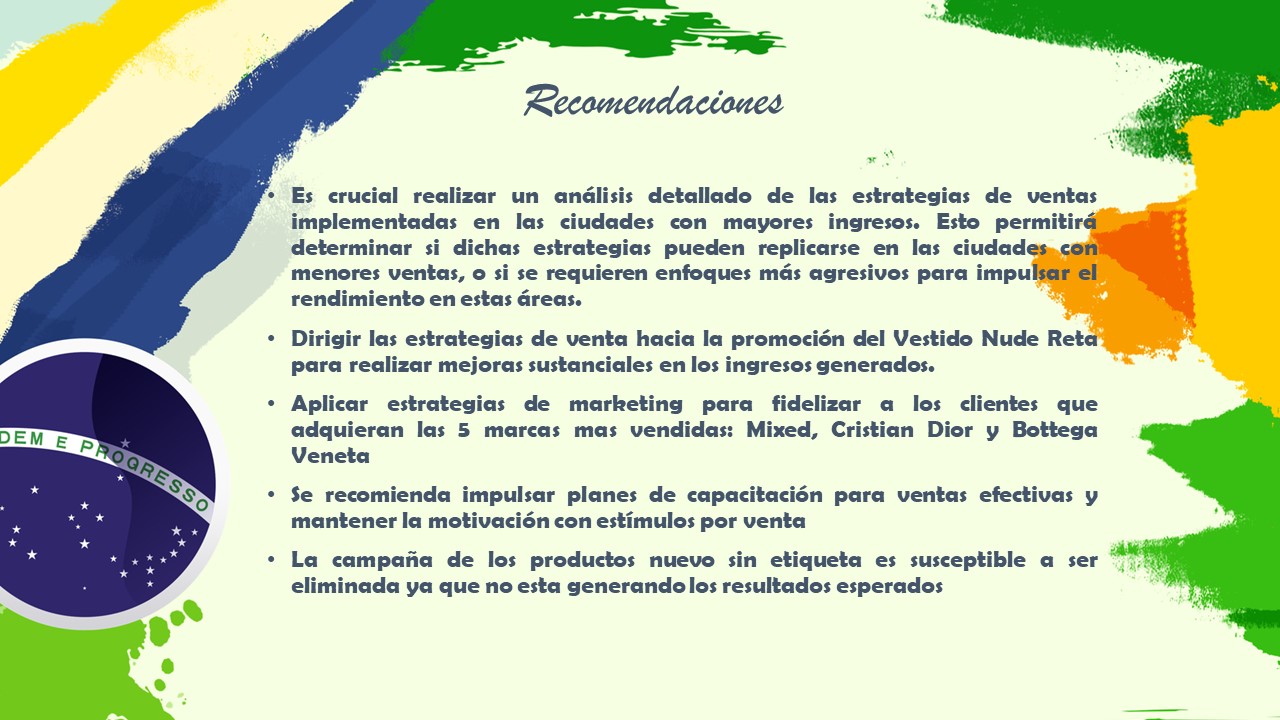 Recomendaciones
• Es crucial realizar un análisis detallado de las estrategias de ventas
implementadas en las ciudades con mayores ingresos. Esto permitirá
determinar si dichas estrategias pueden replicarse en las ciudades con
menores ventas, o si se requieren enfoques más agresivos para impulsar el
rendimiento en estas áreas.
• Dirigir las estrategias de venta hacia la promoción del Vestido Nude Reta
para realizar mejoras sustanciales en los ingresos generados.
• Aplicar estrategias de marketing para fidelizar a los clientes que
adquieran las 5 marcas mas vendidas: Mixed, Cristian Dior y Bottega
Veneta
• Se recomienda impulsar planes de capacitación para ventas efectivas y
mantener la motivación con estímulos por venta
• La campaña de los productos nuevo sin etiqueta es susceptible a ser
eliminada ya que no esta generando los resultados esperados
DEM E PROGRESSO